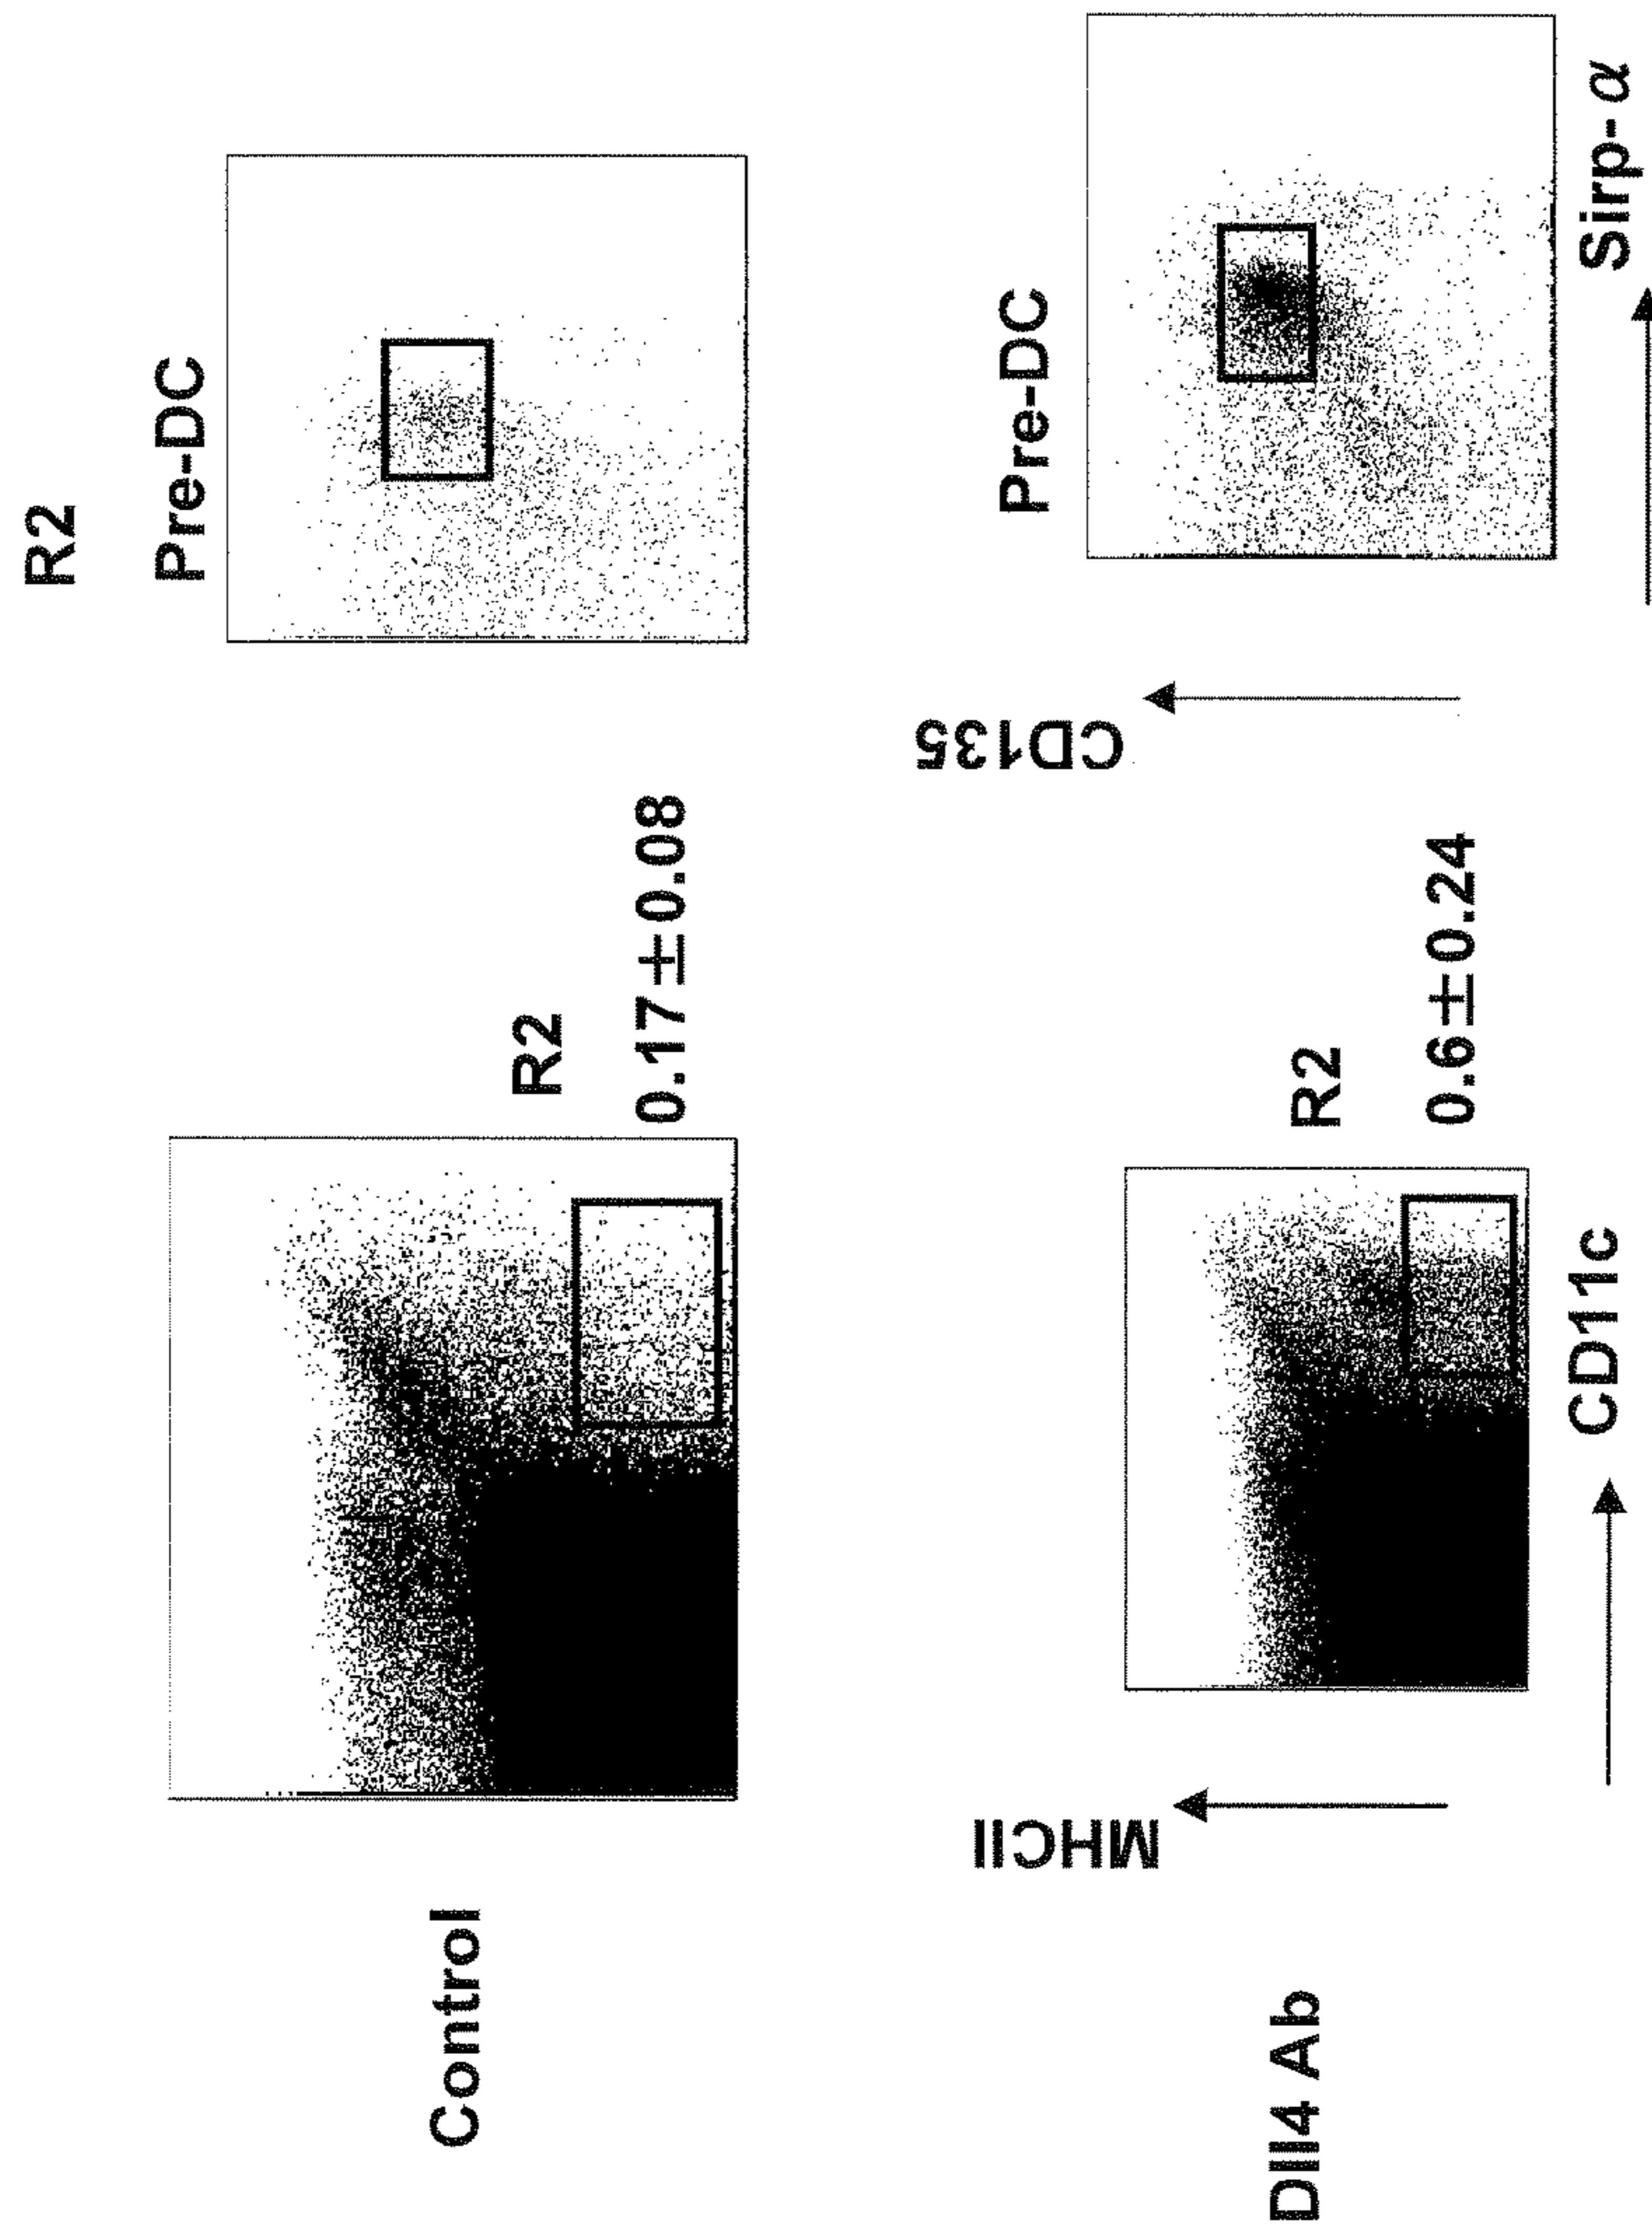 R2
Pre-DC
Control
R2
0.17±0.08
Pre-DC
CD135
Sirp-α
Dll4 Ab
MHCII
R2
0.6±0.24
CD11c